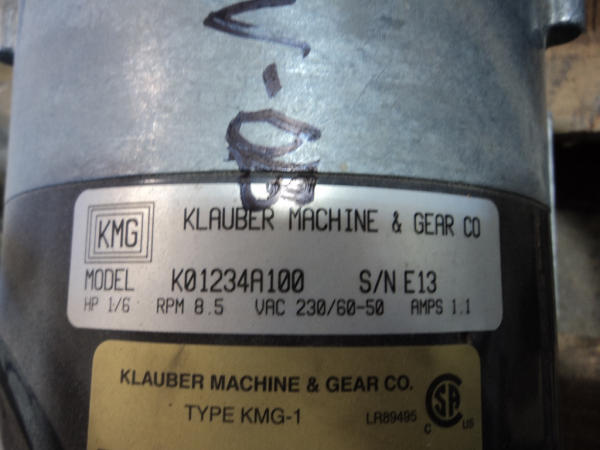 KMG KLAUBER MACHINE & GEAR CO
MODEL K01234A100 S/N E13
HP 1/6 RPM 8.5 VAC 230/60-50 AMPS 1.1
KLAUBER MACHINE & GEAR CO.
TYPE KMG-1 LR89495 C US